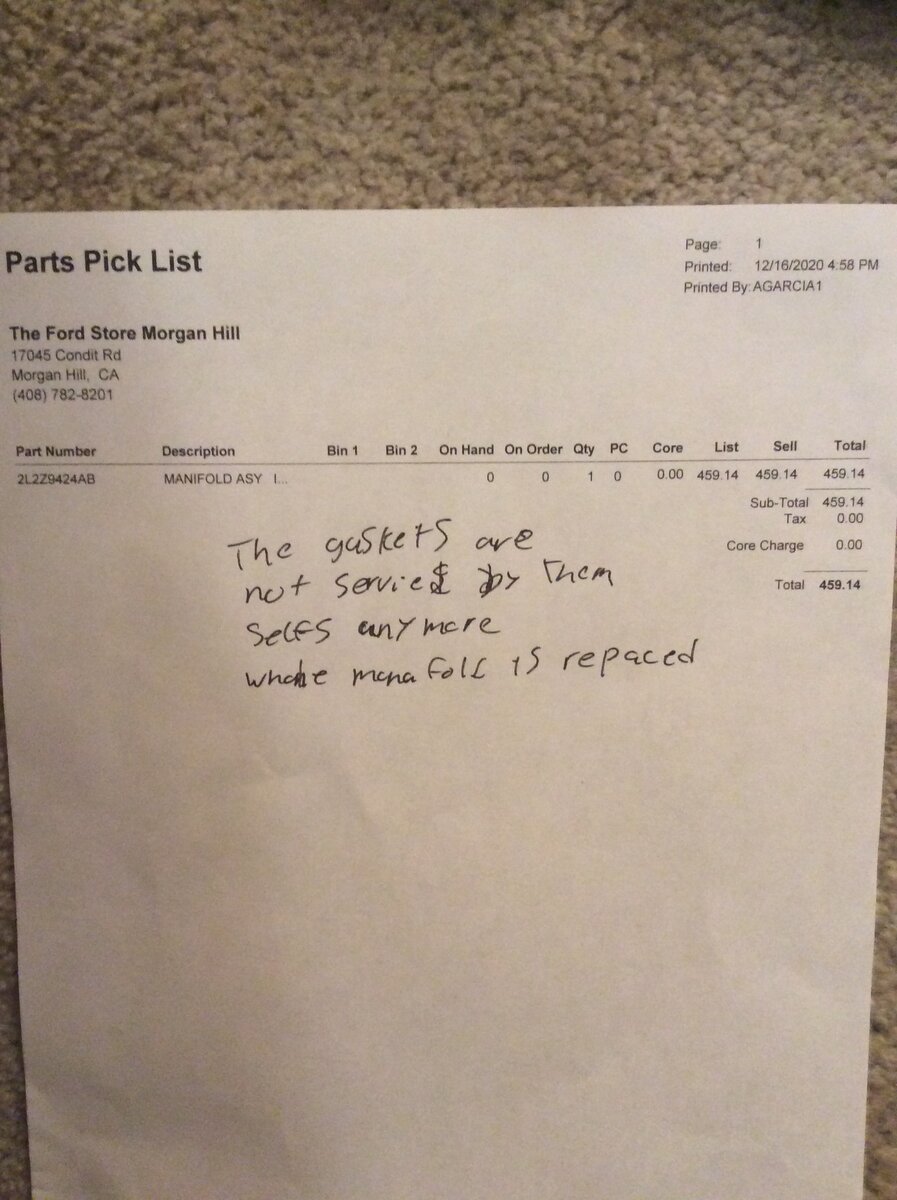 Parts Pick List
Page: 1
Printed: 12/16/2020 4:58 PM
Printed By: AGARCIA1
The Ford Store Morgan Hill
17045 Condit Rd
Morgan Hill, CA
(408) 782-8201
Part Number Description Bin 1 Bin 2 On Hand On Order Qty PC Core List Sell Total
2L2Z9424AB MANIFOLD ASY I... 0 0 1 0 0.00 459.14 459.14 459.14
Sub-Total 459.14
Tax 0.00
Core Charge 0.00
Total 459.14
The gaskets are
not by Them
selfs anymore
manafold is repaced